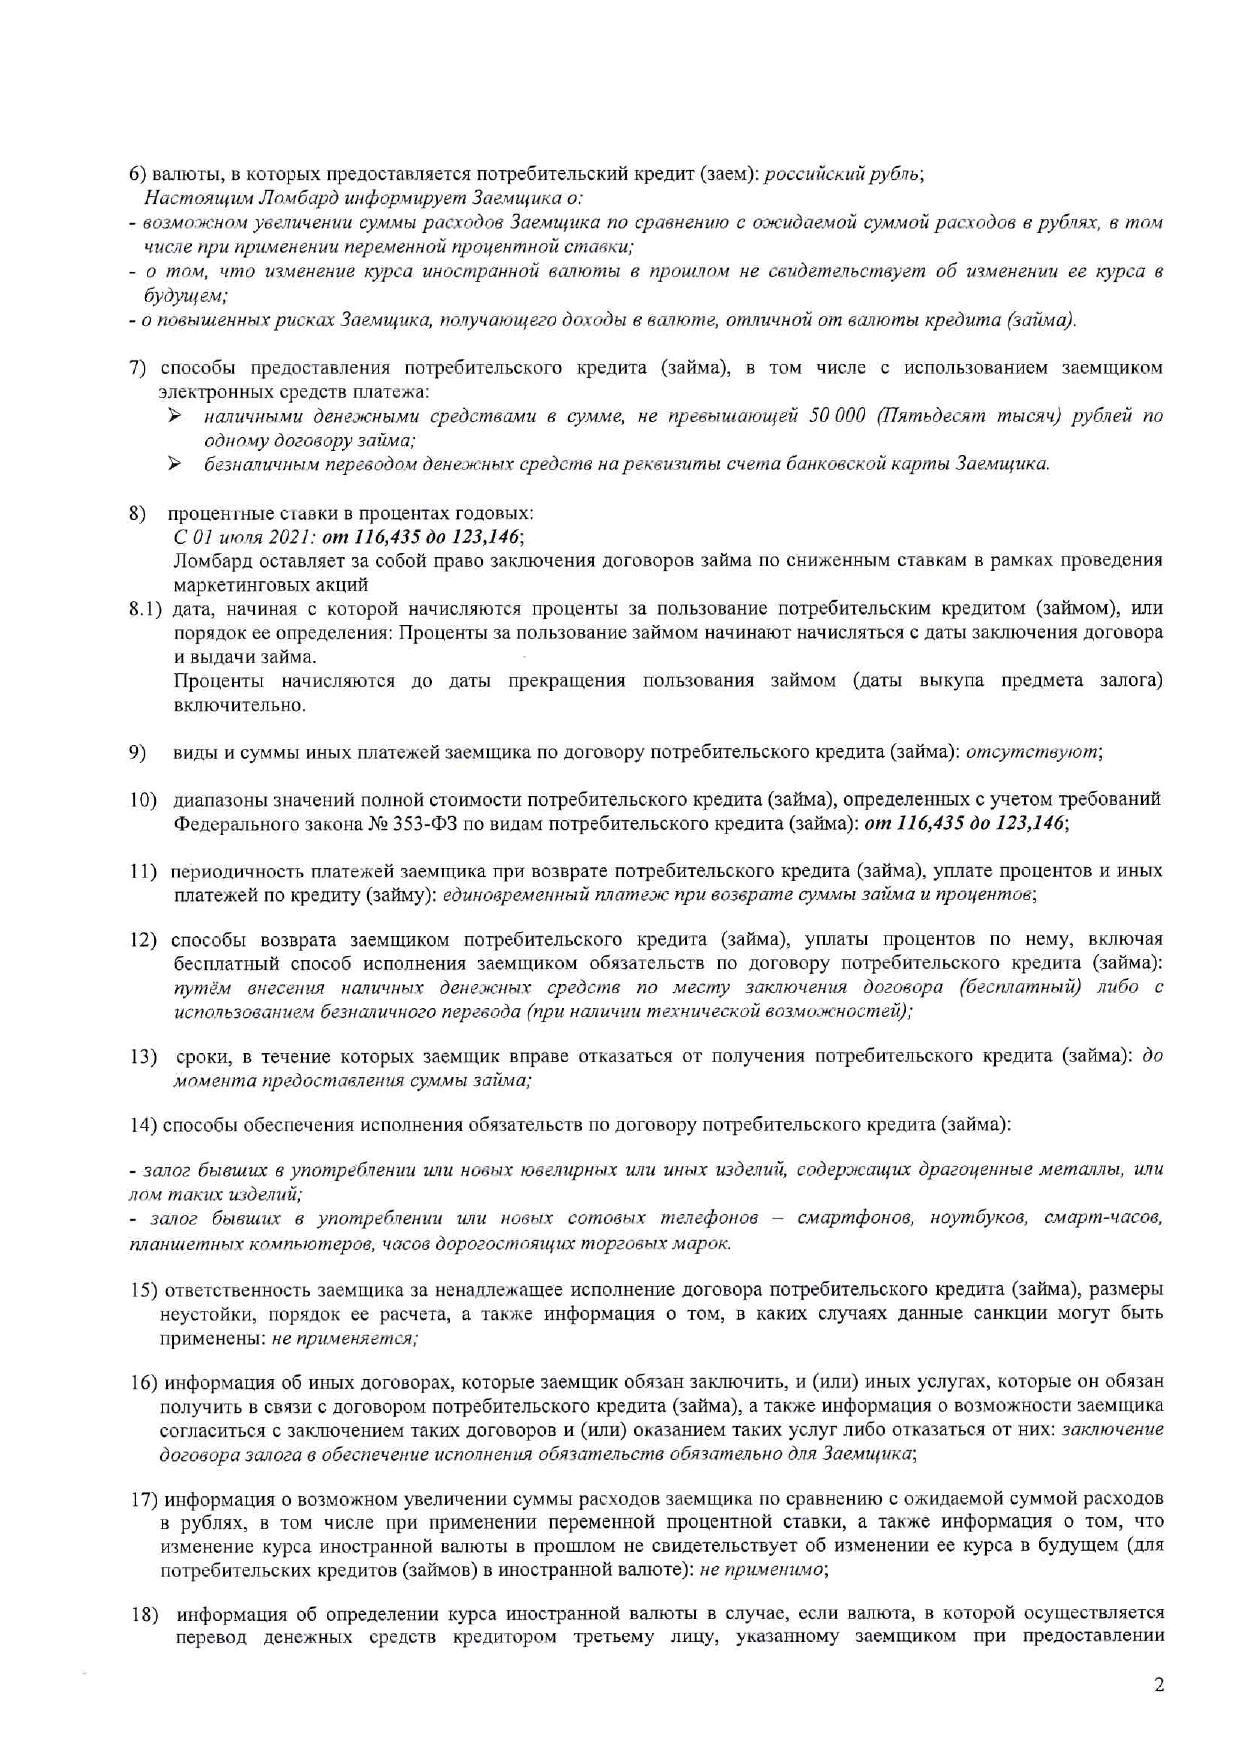 6) валюты, в которых предоставляется потребительский кредит (заем): российский рубль;
Настоящим Ломбард информирует Заемщика о:
- возможном увеличении суммы расходов Заемщика по сравнению с ожидаемой суммой расходов в рублях, в том
числе при применении переменной процентной ставки;
- о том, что изменение курса иностранной валюты в прошлом не свидетельствует об изменении ее курса в
будущем;
- о повышенных рисках Заемщика, получающего доходы в валюте, отличной от валюты кредита (займа).
7) способы предоставления потребительского кредита (займа), в том числе с использованием заемщиком
электронных средств платежа:
➢ наличными денежными средствами в сумме, не превышающей 50 000 (Пятьдесят тысяч) рублей по
одному договору займа;
➢ безналичным переводом денежных средств на реквизиты счета банковской карты Заемщика.
8) процентные ставки в процентах годовых:
С 01 июля 2021: от 116,435 до 123,146;
Ломбард оставляет за собой право заключения договоров займа по сниженным ставкам в рамках проведения
маркетинговых акций
8.1) дата, начиная с которой начисляются проценты за пользование потребительским кредитом (займом), или
порядок ее определения: Проценты за пользование займом начинают начисляться с даты заключения договора
и выдачи займа.
Проценты начисляются до даты прекращения пользования займом (даты выкупа предмета залога)
включительно.
9) виды и суммы иных платежей заемщика по договору потребительского кредита (займа): отсутствуют;
10) диапазоны значений полной стоимости потребительского кредита (займа), определенных с учетом требований
Федерального закона № 353-ФЗ по видам потребительского кредита (займа): от 116,435 до 123,146;
11) периодичность платежей заемщика при возврате потребительского кредита (займа), уплате процентов и иных
платежей по кредиту (займу): единовременный платеж при возврате суммы займа и процентов;
12) способы возврата заемщиком потребительского кредита (займа), уплаты процентов по нему, включая
бесплатный способ исполнения заемщиком обязательств по договору потребительского кредита (займа):
путём внесения наличных денежных средств по месту заключения договора (бесплатный) либо с
использованием безналичного перевода (при наличии технической возможностей);
13) сроки, в течение которых заемщик вправе отказаться от получения потребительского кредита (займа): до
момента предоставления суммы займа;
14) способы обеспечения исполнения обязательств по договору потребительского кредита (займа):
- залог бывших в употреблении или новых ювелирных или иных изделий, содержащих драгоценные металлы, или
лом таких изделий;
- залог бывших в употреблении или новых сотовых телефонов – смартфонов, ноутбуков, смарт-часов,
планшетных компьютеров, часов дорогостоящих торговых марок.
15) ответственность заемщика за ненадлежащее исполнение договора потребительского кредита (займа), размеры
неустойки, порядок ее расчета, а также информация о том, в каких случаях данные санкции могут быть
применены: не применяется;
16) информация об иных договорах, которые заемщик обязан заключить, и (или) иных услугах, которые он обязан
получить в связи с договором потребительского кредита (займа), а также информация о возможности заемщика
согласиться с заключением таких договоров и (или) оказанием таких услуг либо отказаться от них: заключение
договора залога в обеспечение исполнения обязательств обязательно для Заемщика;
17) информация о возможном увеличении суммы расходов заемщика по сравнению с ожидаемой суммой расходов
в рублях, в том числе при применении переменной процентной ставки, а также информация о том, что
изменение курса иностранной валюты в прошлом не свидетельствует об изменении ее курса в будущем (для
потребительских кредитов (займов) в иностранной валюте): не применимо;
18) информация об определении курса иностранной валюты в случае, если валюта, в которой осуществляется
перевод денежных средств кредитором третьему лицу, указанному заемщиком при предоставлении
2